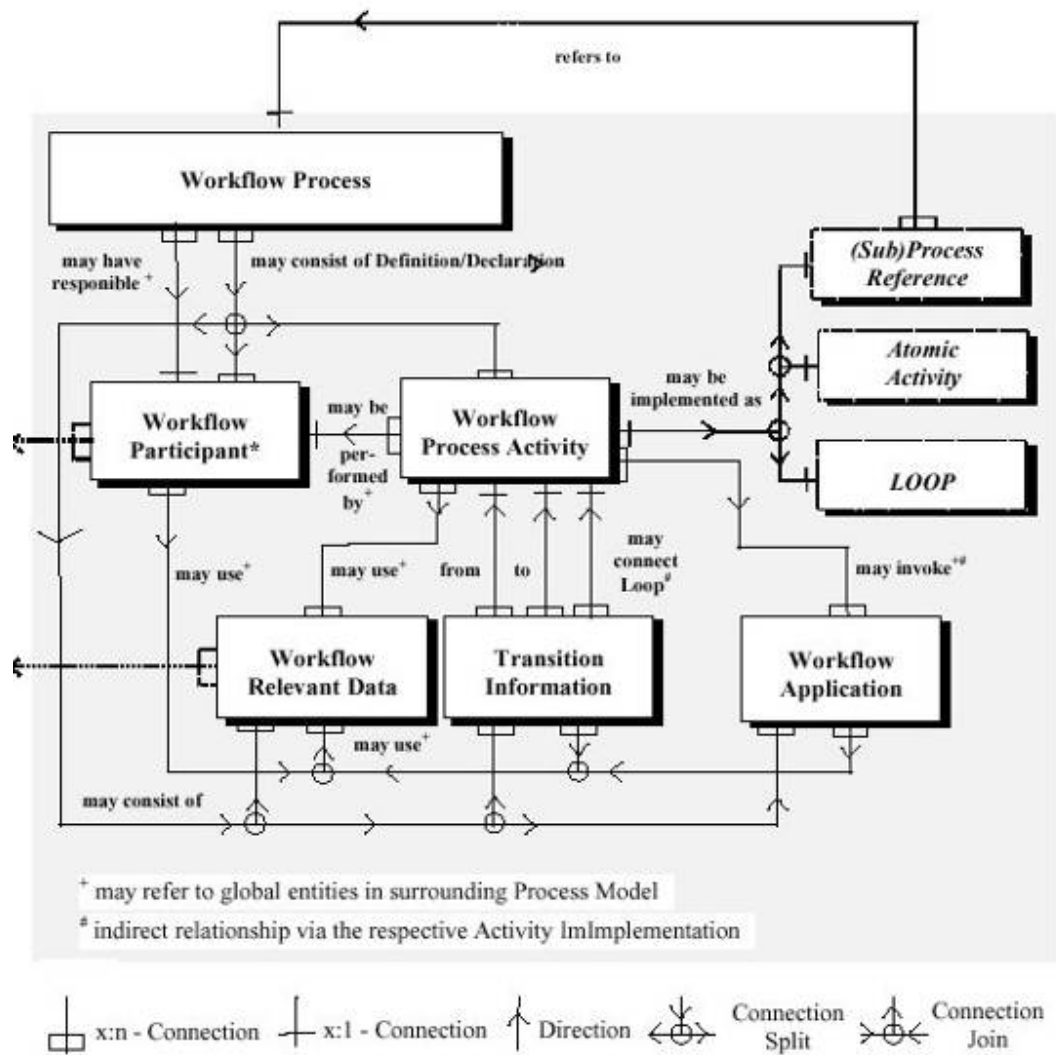 refers to
Workflow Process
may have
responible +
may consist of Definition/Declaration
(Sub)Process
Reference
Atomic
Activity
LOOP
may be
implemented as
Workflow
Participant*
may be
per-
formed
by+
Workflow
Process Activity
may use+
may use+
from
to
may
connect
Loop#
may invoke+#
Workflow
Relevant Data
Transition
Information
Workflow
Application
may use+
may consist of
+ may refer to global entities in surrounding Process Model
# indirect relationship via the respective Activity ImImplementation
x:n - Connection
x:1 - Connection
Direction
Connection
Split
Connection
Join